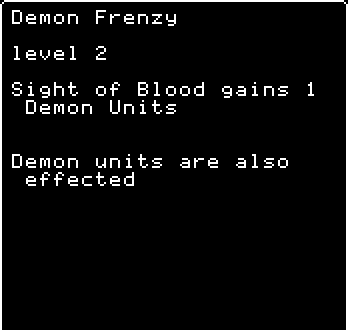 Demon Frenzy
level 2
Sight of Blood gains 1
Demon Units
Demon units are also
effected